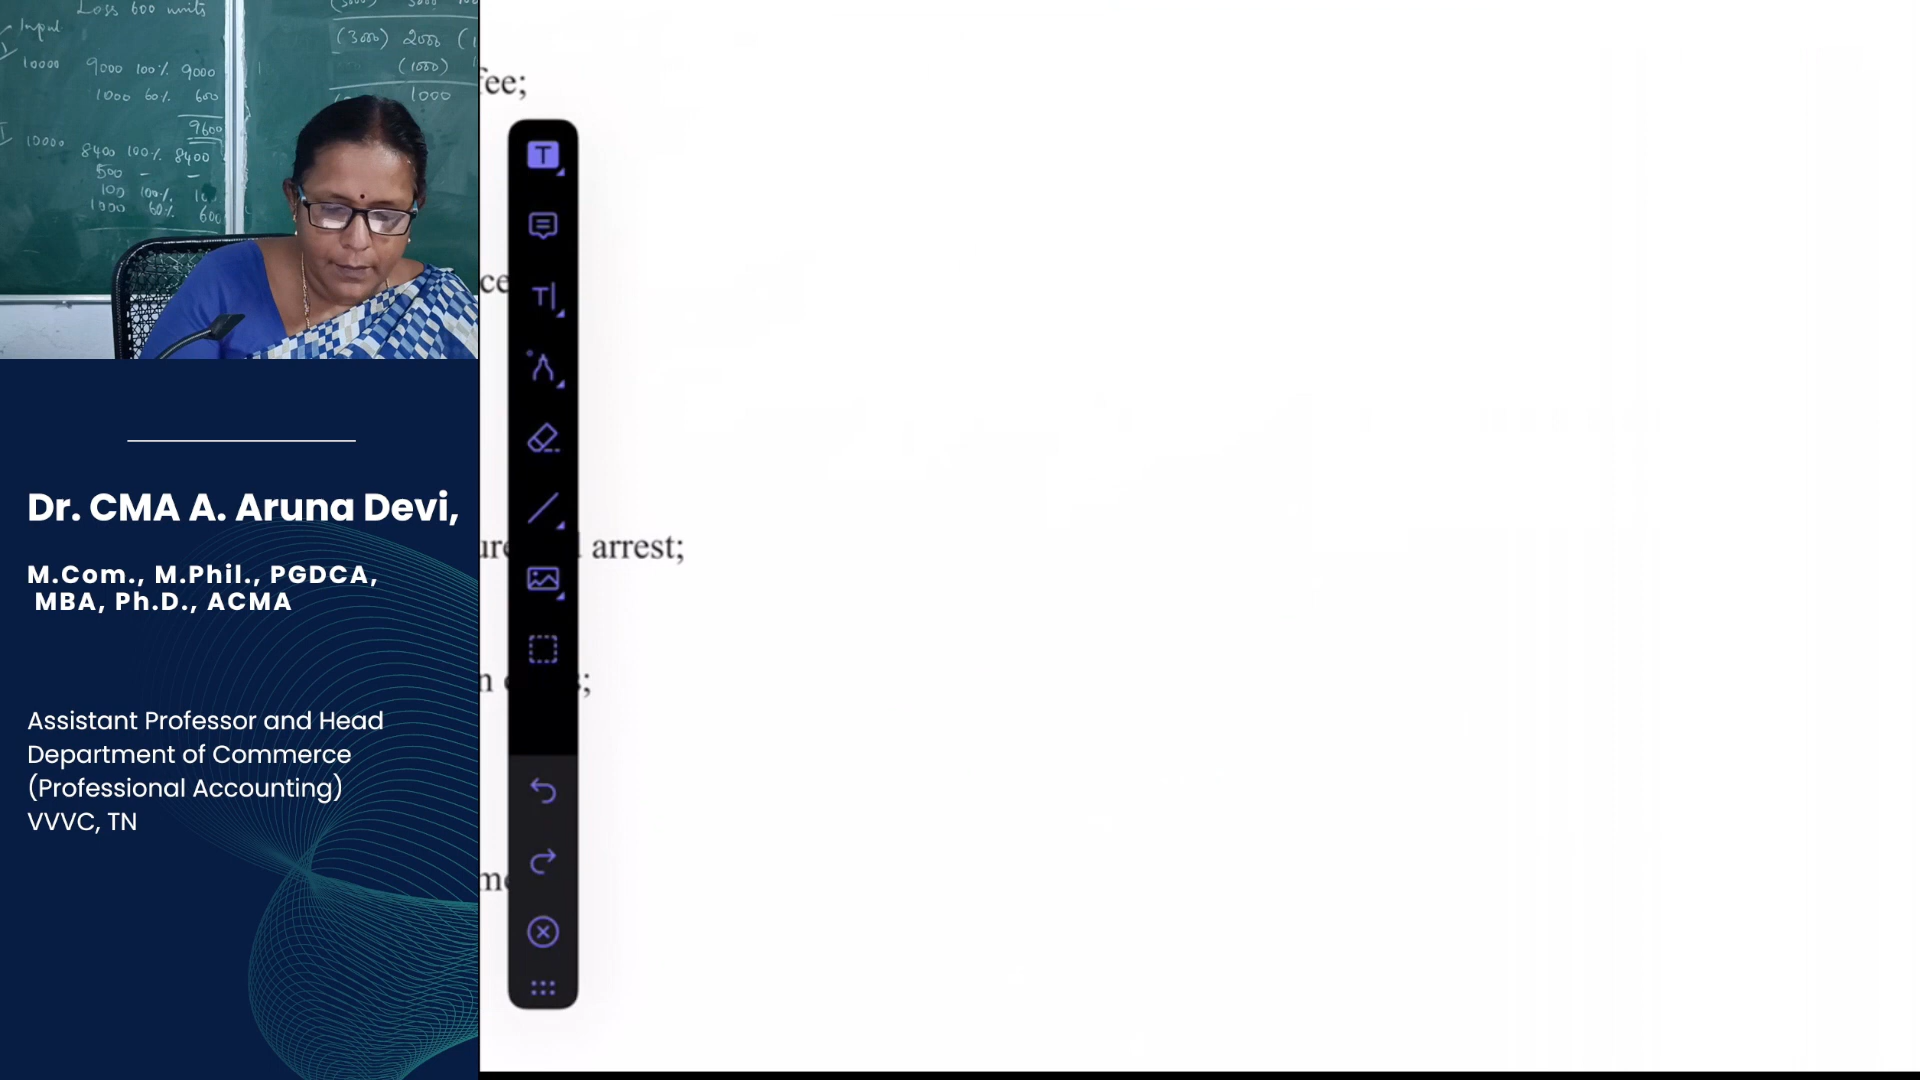 Loss 600 units
Input
10000 9000 100% 9000
1000 60% 600
9600
10000 8400 100% 8400
500 - -
100 100%
1000 60% 600
(3000) 2000
(1000)
1000
fee;
arrest;
Dr. CMA A. Aruna Devi,
M.Com., M.Phil., PGDCA,
MBA, Ph.D., ACMA
Assistant Professor and Head
Department of Commerce
(Professional Accounting)
VVVC, TN